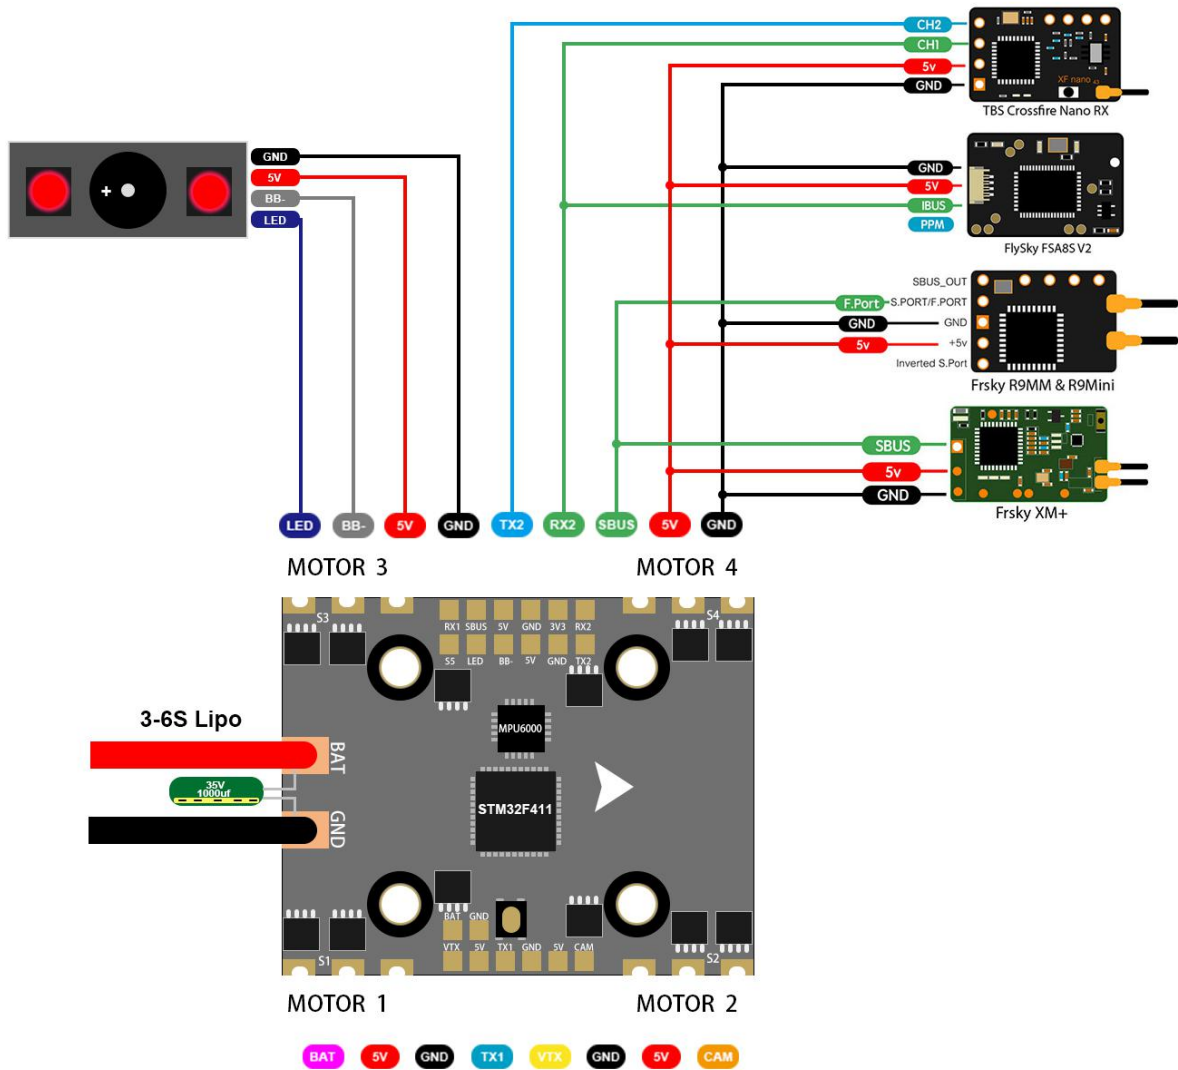 CH2
CH1
5v
GND
XF nano
TBS Crossfire Nano RX
GND
5V
BB-
LED
+
GND
5V
IBUS
PPM
FlySky FSA8S V2
SBUS_OUT
F.Port S.PORT/F.PORT
GND GND
5v +5v
Inverted S.Port
Frsky R9MM & R9Mini
SBUS
5v
GND
Frsky XM+
LED BB- 5V GND TX2 RX2 SBUS 5V GND
MOTOR 3 MOTOR 4
S3 S4
RX1 SBUS 5V GND 3V3 RX2
S5 LED BB- 5V GND TX2
MPU6000
3-6S Lipo
BAT
35V
1000uf
GND
STM32F411
BAT GND
VTX 5V TX1 GND 5V CAM
S1 S2
MOTOR 1 MOTOR 2
BAT 5V GND TX1 VTX GND 5V CAM